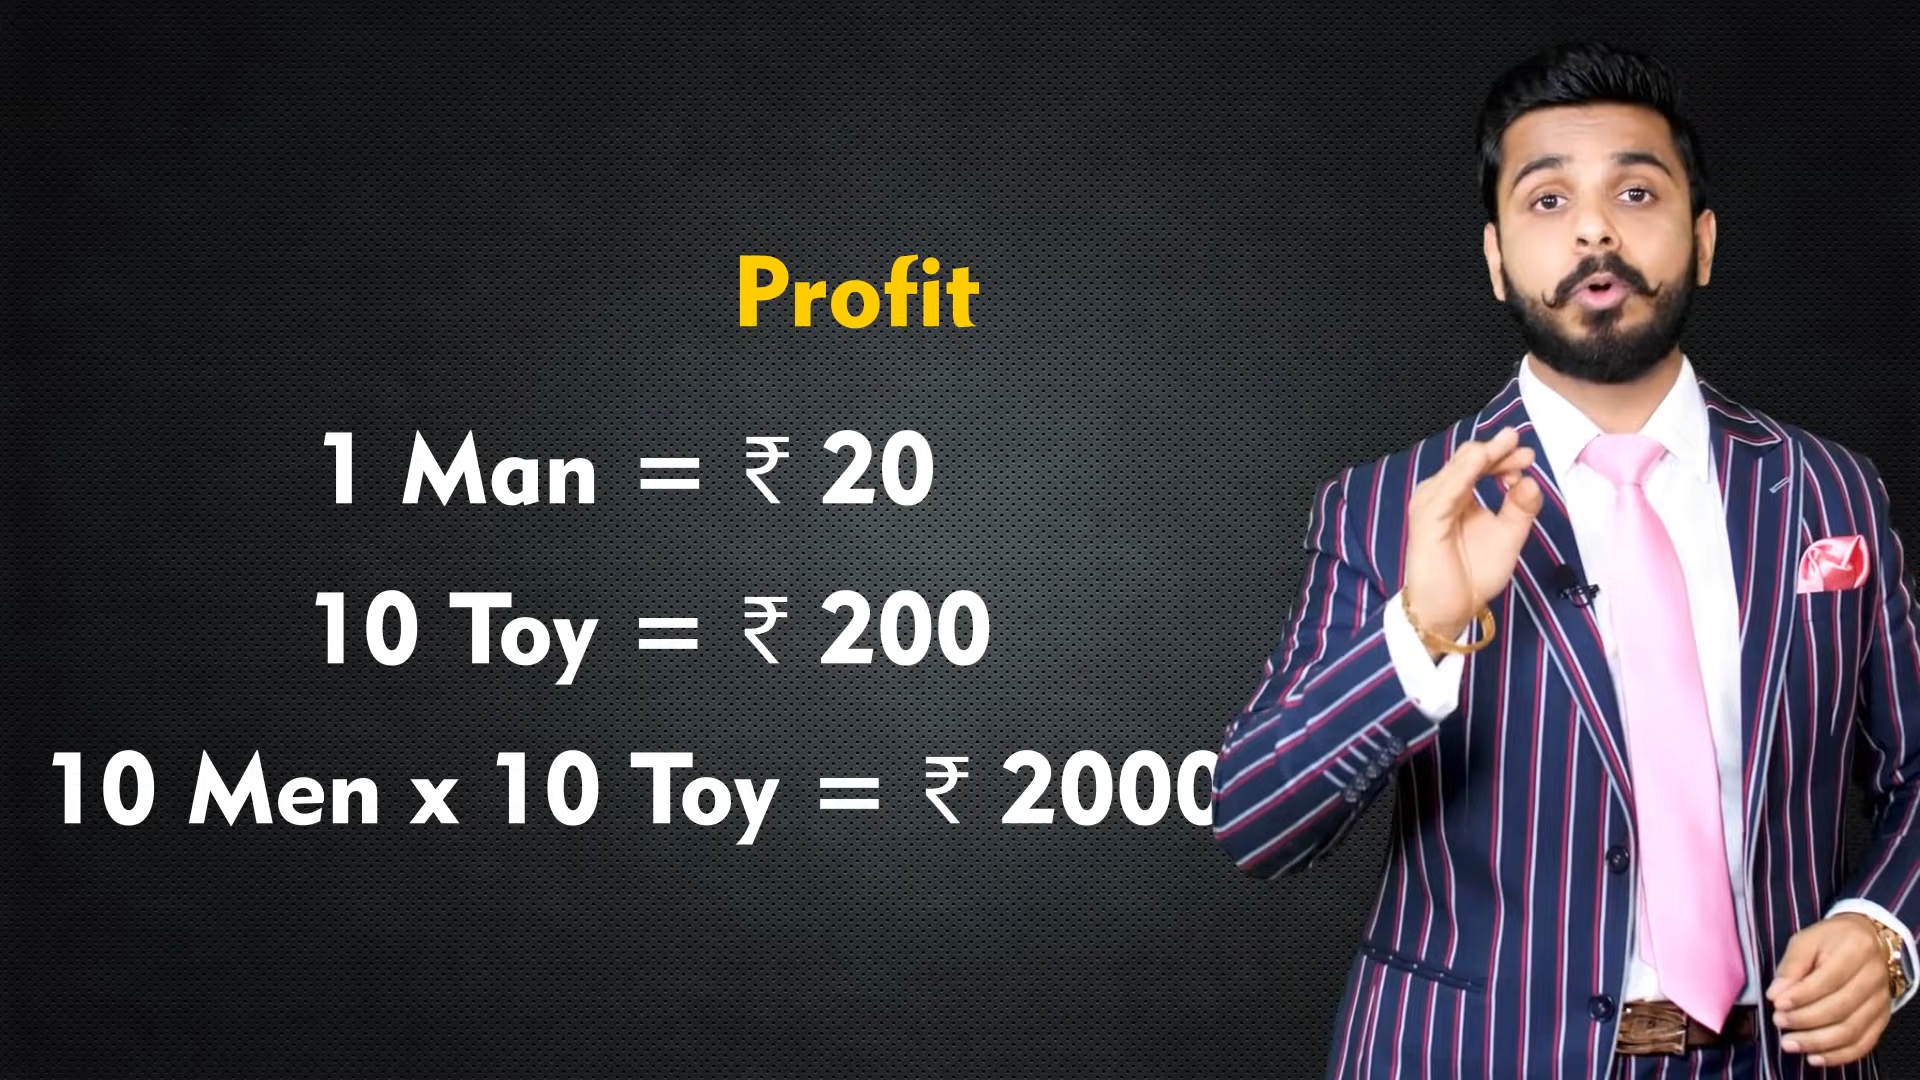 Profit
1 Man = ₹ 20
10 Toy = ₹ 200
10 Men x 10 Toy = ₹ 2000